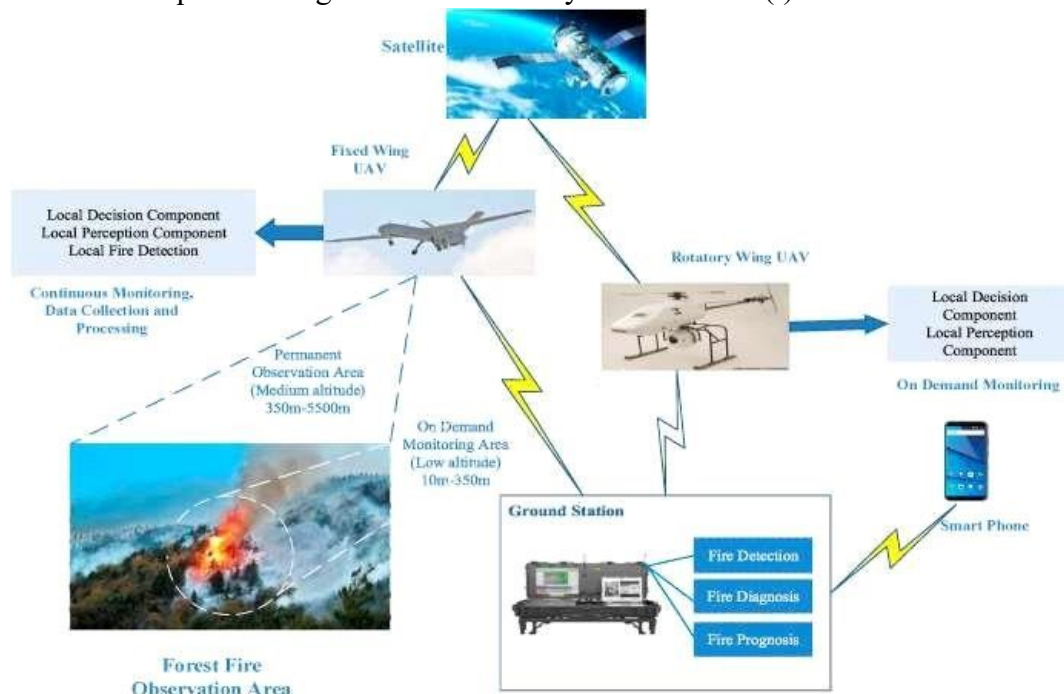 Satellite
Fixed Wing
UAV
Local Decision Component
Local Perception Component
Local Fire Detection
Continuous Monitoring,
Data Collection and
Processing
Rotatory Wing UAV
Local Decision
Component
Local Perception
Component
On Demand Monitoring
Permanent
Observation Area
(Medium altitude)
350m-5500m
On Demand
Monitoring Area
(Low altitude)
10m-350m
Ground Station
Fire Detection
Fire Diagnosis
Fire Prognosis
Smart Phone
Forest Fire
Observation Area